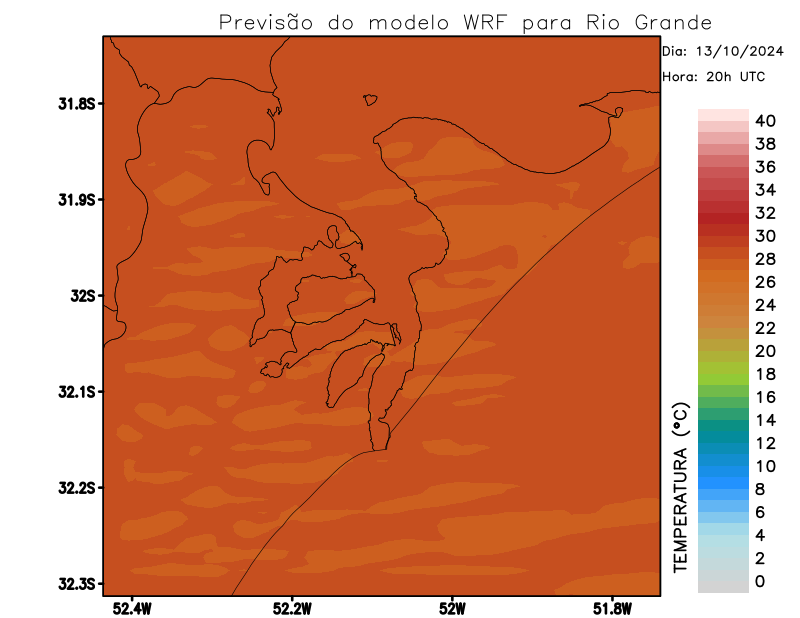 Previsão do modelo WRF para Rio Grande
Dia: 13/10/2024
Hora: 20h UTC
31.8S
31.9S
32S
32.1S
32.2S
32.3S
52.4W
52.2W
52W
51.8W
TEMPERATURA (°C)
40
38
36
34
32
30
28
26
24
22
20
18
16
14
12
10
8
6
4
2
0